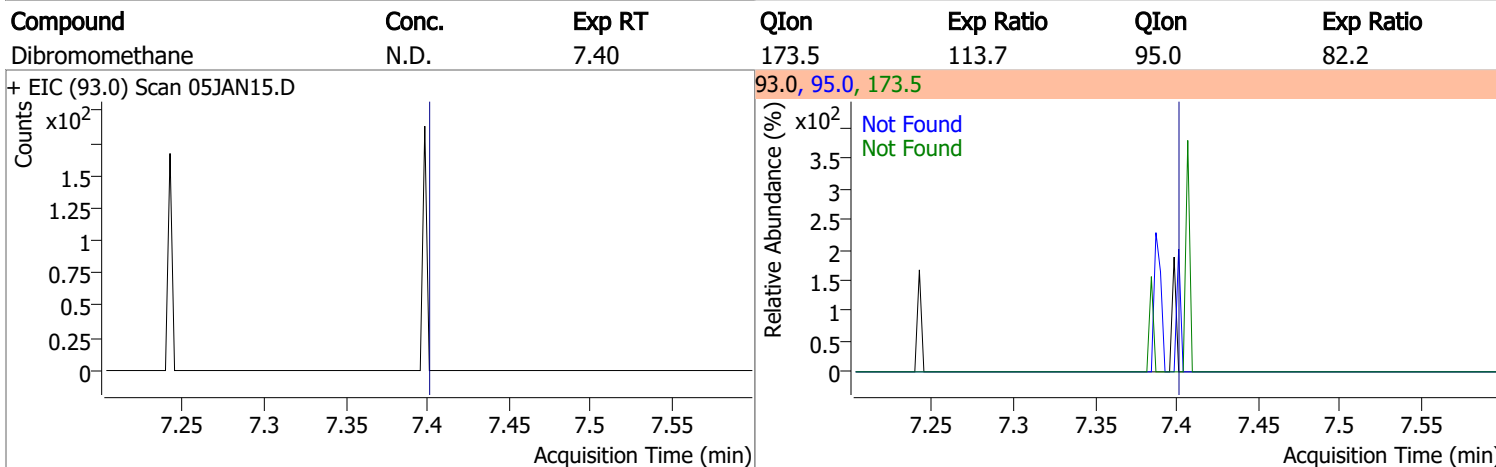 Compound Conc. Exp RT QIon Exp Ratio QIon Exp Ratio
Dibromomethane N.D. 7.40 173.5 113.7 95.0 82.2
+ EIC (93.0) Scan 05JAN15.D
Counts
x10²
1.5
1.25
1
0.75
0.5
0.25
0
7.25 7.3 7.35 7.4 7.45 7.5 7.55
Acquisition Time (min)
93.0, 95.0, 173.5
Relative Abundance (%)
x10²
Not Found
Not Found
3.5
3
2.5
2
1.5
1
0.5
0
7.25 7.3 7.35 7.4 7.45 7.5 7.55
Acquisition Time (min)